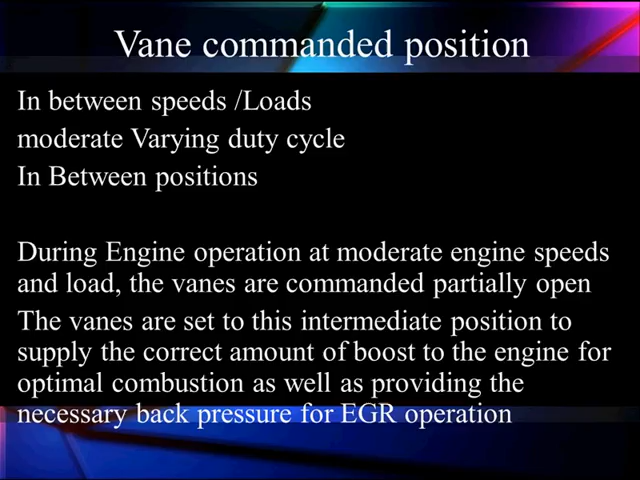 Vane commanded position
In between speeds /Loads
moderate Varying duty cycle
In Between positions
During Engine operation at moderate engine speeds
and load, the vanes are commanded partially open
The vanes are set to this intermediate position to
supply the correct amount of boost to the engine for
optimal combustion as well as providing the
necessary back pressure for EGR operation